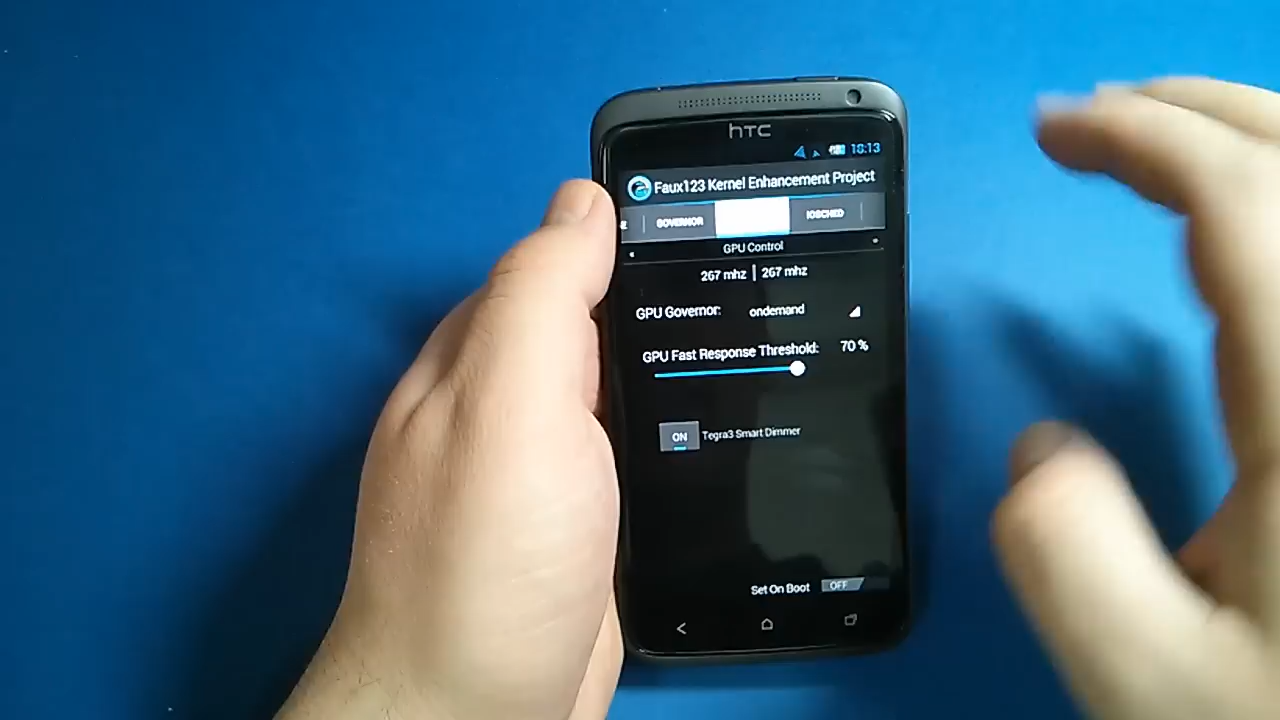 hTC
18:13
Faux123 Kernel Enhancement Project
GOVERNOR IOSCHED
GPU Control
267 mhz | 267 mhz
GPU Governor: ondemand
GPU Fast Response Threshold: 70 %
ON Tegra3 Smart Dimmer
Set On Boot OFF